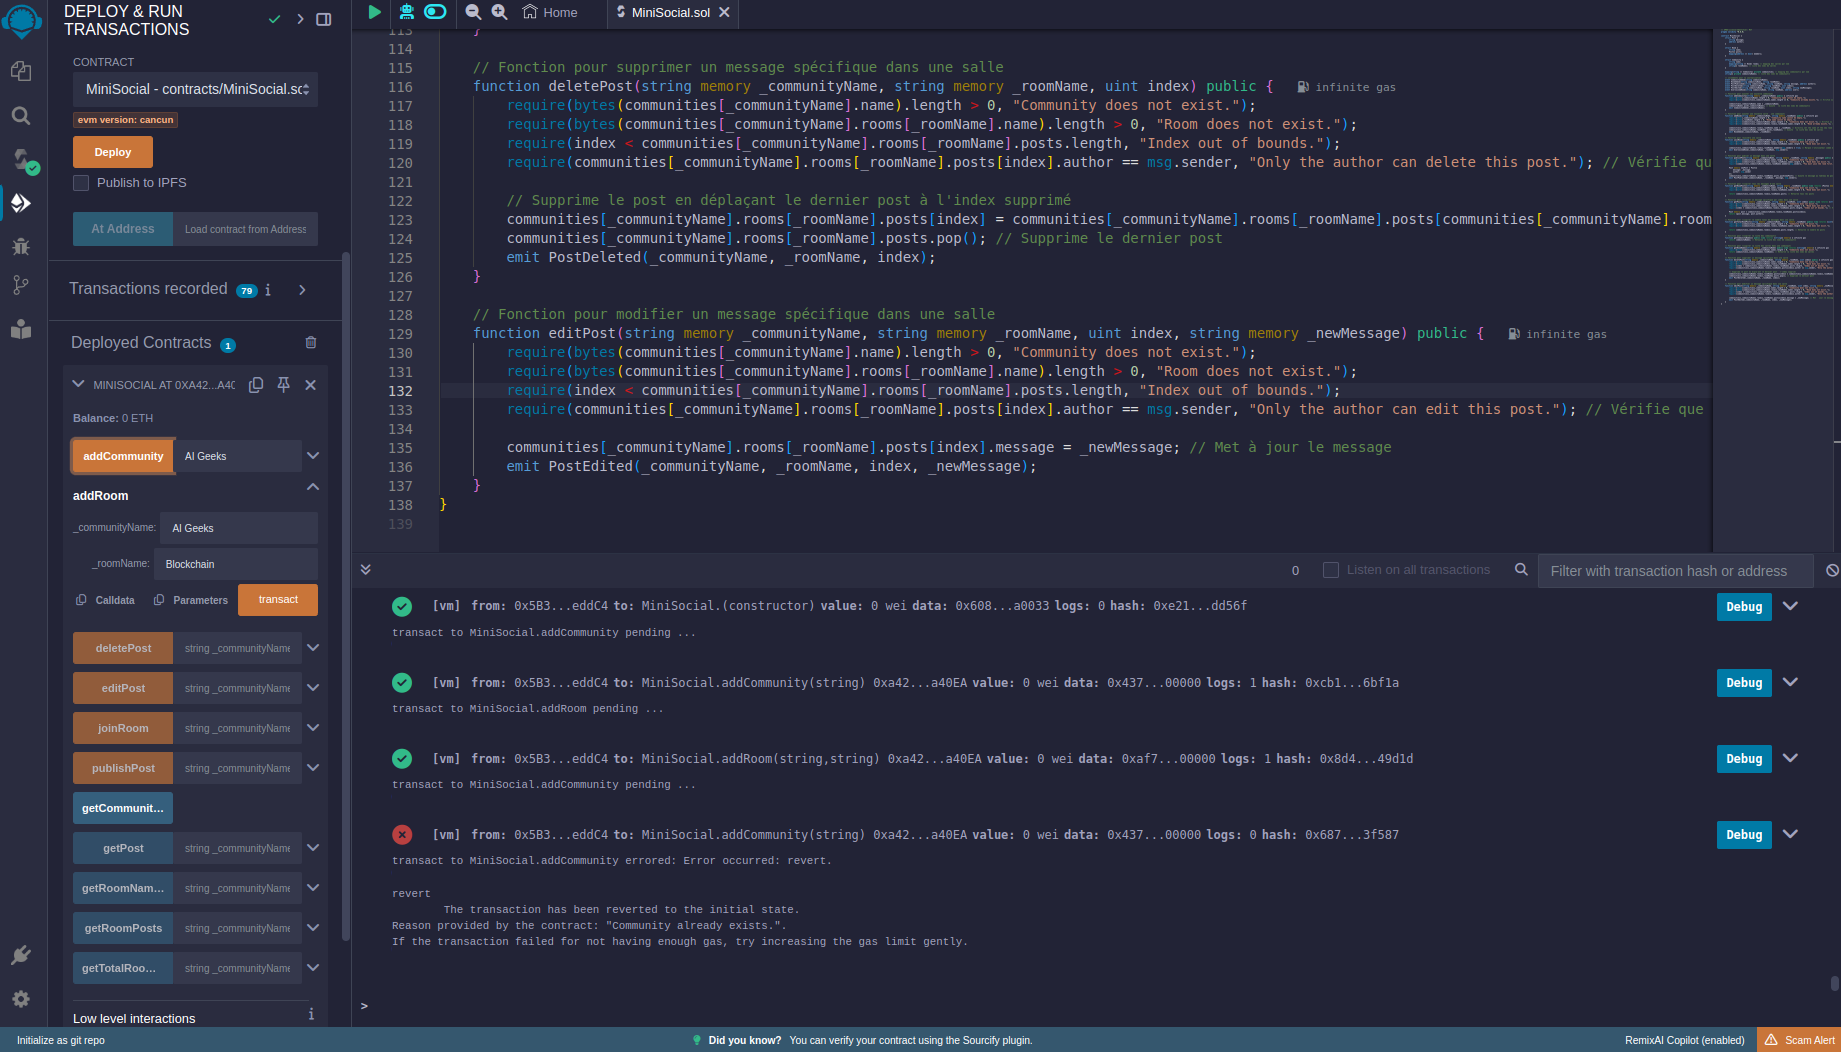 DEPLOY & RUN
TRANSACTIONS
CONTRACT
MiniSocial - contracts/MiniSocial.sc
evm version: cancun
Deploy
Publish to IPFS
At Address
Load contract from Address
Transactions recorded 79 i
Deployed Contracts 1
MINISOCIAL AT 0XA42...A40
Balance: 0 ETH
addCommunity
AI Geeks
addRoom
_communityName:
AI Geeks
_roomName:
Blockchain
Calldata
Parameters
transact
deletePost
string _communityName
editPost
string _communityName
joinRoom
string _communityName
publishPost
string _communityName
getCommunit...
getPost
string _communityName
getRoomNam...
string _communityName
getRoomPosts
string _communityName
getTotalRoo...
string _communityName
Low level interactions
i
Home
MiniSocial.sol
113 }
114
115 // Fonction pour supprimer un message spécifique dans une salle
116 function deletePost(string memory _communityName, string memory _roomName, uint index) public { infinite gas
117 require(bytes(communities[_communityName].name).length > 0, "Community does not exist.");
118 require(bytes(communities[_communityName].rooms[_roomName].name).length > 0, "Room does not exist.");
119 require(index < communities[_communityName].rooms[_roomName].posts.length, "Index out of bounds.");
120 require(communities[_communityName].rooms[_roomName].posts[index].author == msg.sender, "Only the author can delete this post."); // Vérifie qu
121
122 // Supprime le post en déplaçant le dernier post à l'index supprimé
123 communities[_communityName].rooms[_roomName].posts[index] = communities[_communityName].rooms[_roomName].posts[communities[_communityName].room
124 communities[_communityName].rooms[_roomName].posts.pop(); // Supprime le dernier post
125 emit PostDeleted(_communityName, _roomName, index);
126 }
127
128 // Fonction pour modifier un message spécifique dans une salle
129 function editPost(string memory _communityName, string memory _roomName, uint index, string memory _newMessage) public { infinite gas
130 require(bytes(communities[_communityName].name).length > 0, "Community does not exist.");
131 require(bytes(communities[_communityName].rooms[_roomName].name).length > 0, "Room does not exist.");
132 require(index < communities[_communityName].rooms[_roomName].posts.length, "Index out of bounds.");
133 require(communities[_communityName].rooms[_roomName].posts[index].author == msg.sender, "Only the author can edit this post."); // Vérifie que
134
135 communities[_communityName].rooms[_roomName].posts[index].message = _newMessage; // Met à jour le message
136 emit PostEdited(_communityName, _roomName, index, _newMessage);
137 }
138 }
139
0
Listen on all transactions
Filter with transaction hash or address
[vm] from: 0x5B3...eddC4 to: MiniSocial.(constructor) value: 0 wei data: 0x608...a0033 logs: 0 hash: 0xe21...dd56f
Debug
transact to MiniSocial.addCommunity pending ...
[vm] from: 0x5B3...eddC4 to: MiniSocial.addCommunity(string) 0xa42...a40EA value: 0 wei data: 0x437...00000 logs: 1 hash: 0xcb1...6bf1a
Debug
transact to MiniSocial.addRoom pending ...
[vm] from: 0x5B3...eddC4 to: MiniSocial.addRoom(string,string) 0xa42...a40EA value: 0 wei data: 0xaf7...00000 logs: 1 hash: 0x8d4...49d1d
Debug
transact to MiniSocial.addCommunity pending ...
[vm] from: 0x5B3...eddC4 to: MiniSocial.addCommunity(string) 0xa42...a40EA value: 0 wei data: 0x437...00000 logs: 0 hash: 0x687...3f587
Debug
transact to MiniSocial.addCommunity errored: Error occurred: revert.
revert
The transaction has been reverted to the initial state.
Reason provided by the contract: "Community already exists.".
If the transaction failed for not having enough gas, try increasing the gas limit gently.
>
Initialize as git repo
Did you know? You can verify your contract using the Sourcify plugin.
RemixAI Copilot (enabled)
Scam Alert